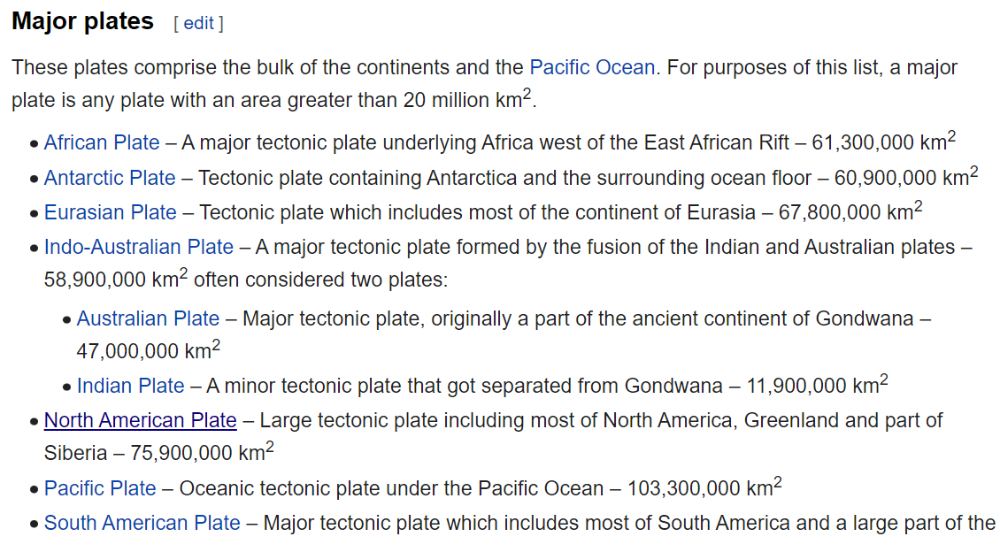 Major plates [ edit ]
These plates comprise the bulk of the continents and the Pacific Ocean. For purposes of this list, a major
plate is any plate with an area greater than 20 million km².
• African Plate – A major tectonic plate underlying Africa west of the East African Rift – 61,300,000 km²
• Antarctic Plate – Tectonic plate containing Antarctica and the surrounding ocean floor – 60,900,000 km²
• Eurasian Plate – Tectonic plate which includes most of the continent of Eurasia – 67,800,000 km²
• Indo-Australian Plate – A major tectonic plate formed by the fusion of the Indian and Australian plates –
58,900,000 km² often considered two plates:
• Australian Plate – Major tectonic plate, originally a part of the ancient continent of Gondwana –
47,000,000 km²
• Indian Plate – A minor tectonic plate that got separated from Gondwana – 11,900,000 km²
• North American Plate – Large tectonic plate including most of North America, Greenland and part of
Siberia – 75,900,000 km²
• Pacific Plate – Oceanic tectonic plate under the Pacific Ocean – 103,300,000 km²
• South American Plate – Major tectonic plate which includes most of South America and a large part of the